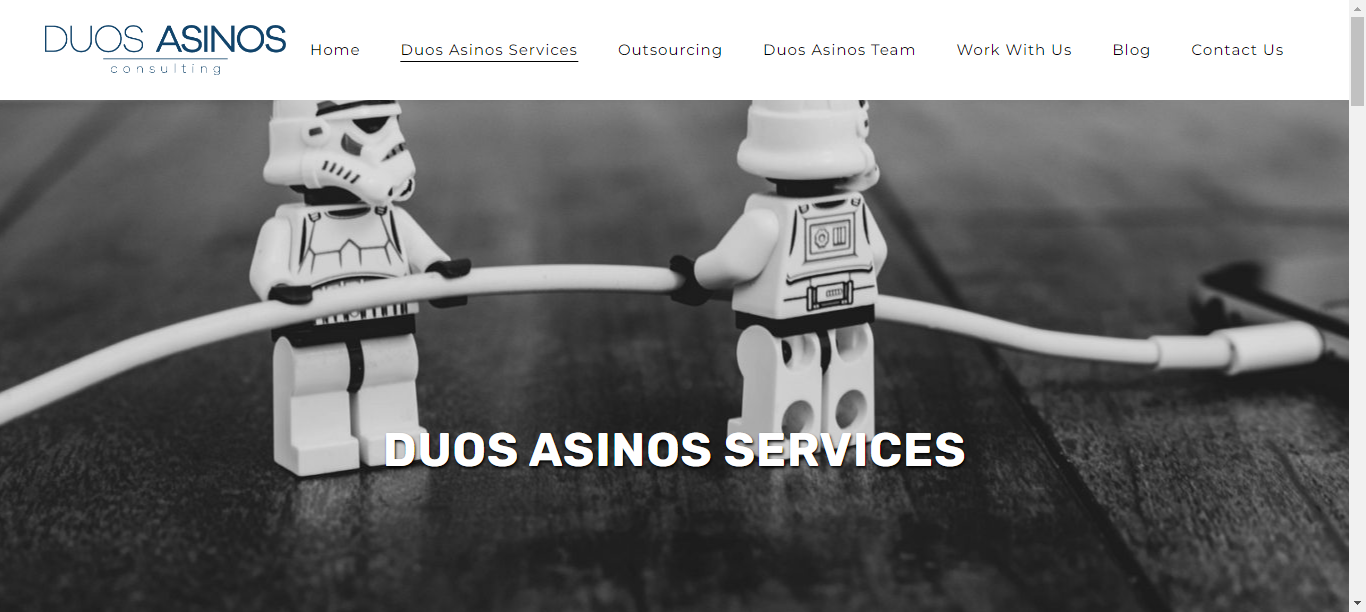 DUOS ASINOS
consulting
Home
Duos Asinos Services
Outsourcing
Duos Asinos Team
Work With Us
Blog
Contact Us
DUOS ASINOS SERVICES